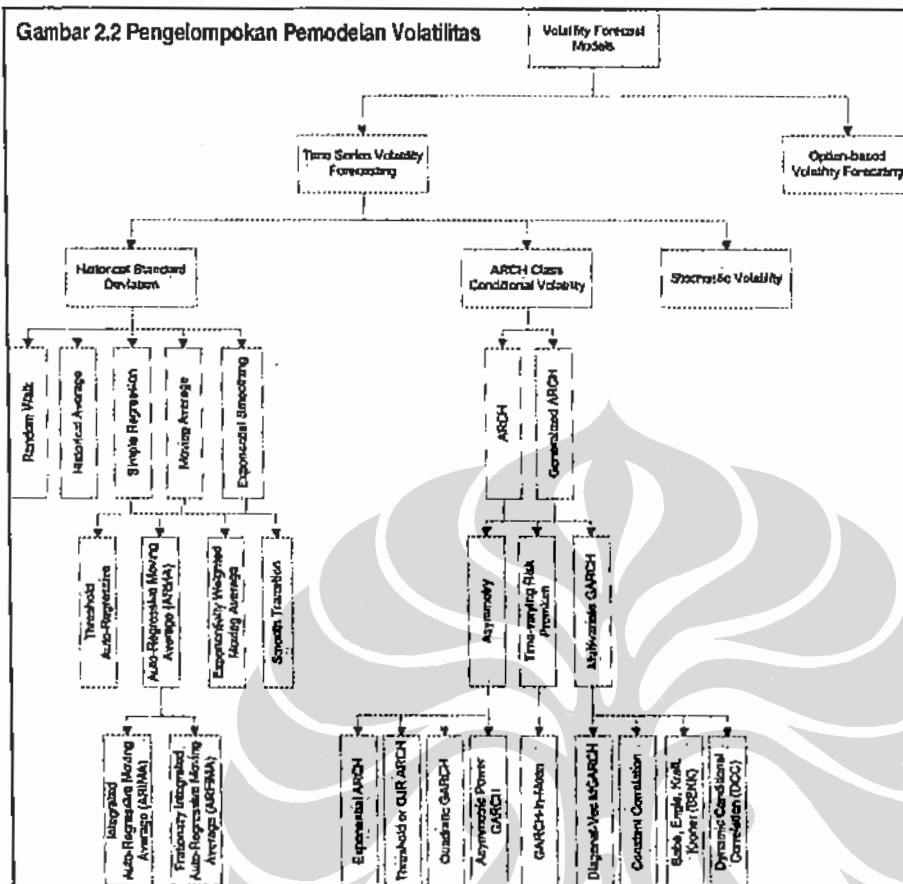 Gambar 2.2 Pengelompokan Pemodelan Volatilitas
Volatility Forecast
Models
Time Series Volatility
Forecasting
Option-based
Volatility Forecasting
Historical Standard
Deviation
ARCH Class
Conditional Volatility
Stochastic Volatility
Random Walk
Historical Average
Simple Regression
Moving Average
Exponential Smoothing
ARCH
Generalized ARCH
Threshold
Auto-Regressive
Auto-Regression Moving
Average (ARMA)
Exponentially Weighted
Moving Average
Smooth Transition
Asymmetry
Time-varying Risk
Premium
Multivariate GARCH
Integrated
Auto-Regressive Moving
Average (ARIMA)
Frationary Integrated
Auto-Regressive Moving
Average (ARFIMA)
Exponential ARCH
Threshold or GJR ARCH
Quadratic GARCH
Asymmetric Power
GARCH
GARCH-in-Mean
Diagonal-Vec MGARCH
Constant Correlation
Baba, Engle, Kraft,
Kroner (BEKK)
Dynamic Conditional
Correlation (DCC)